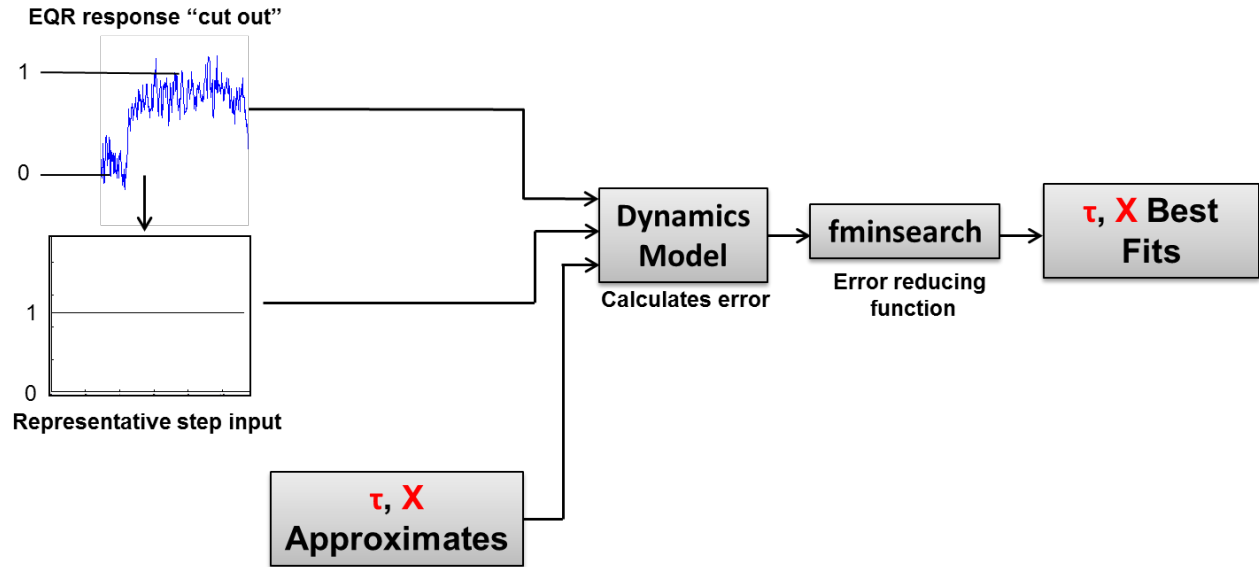 EQR response “cut out”
1
0
1
0
Representative step input
τ, X
Approximates
Dynamics
Model
Calculates error
fminsearch
Error reducing
function
τ, X Best
Fits